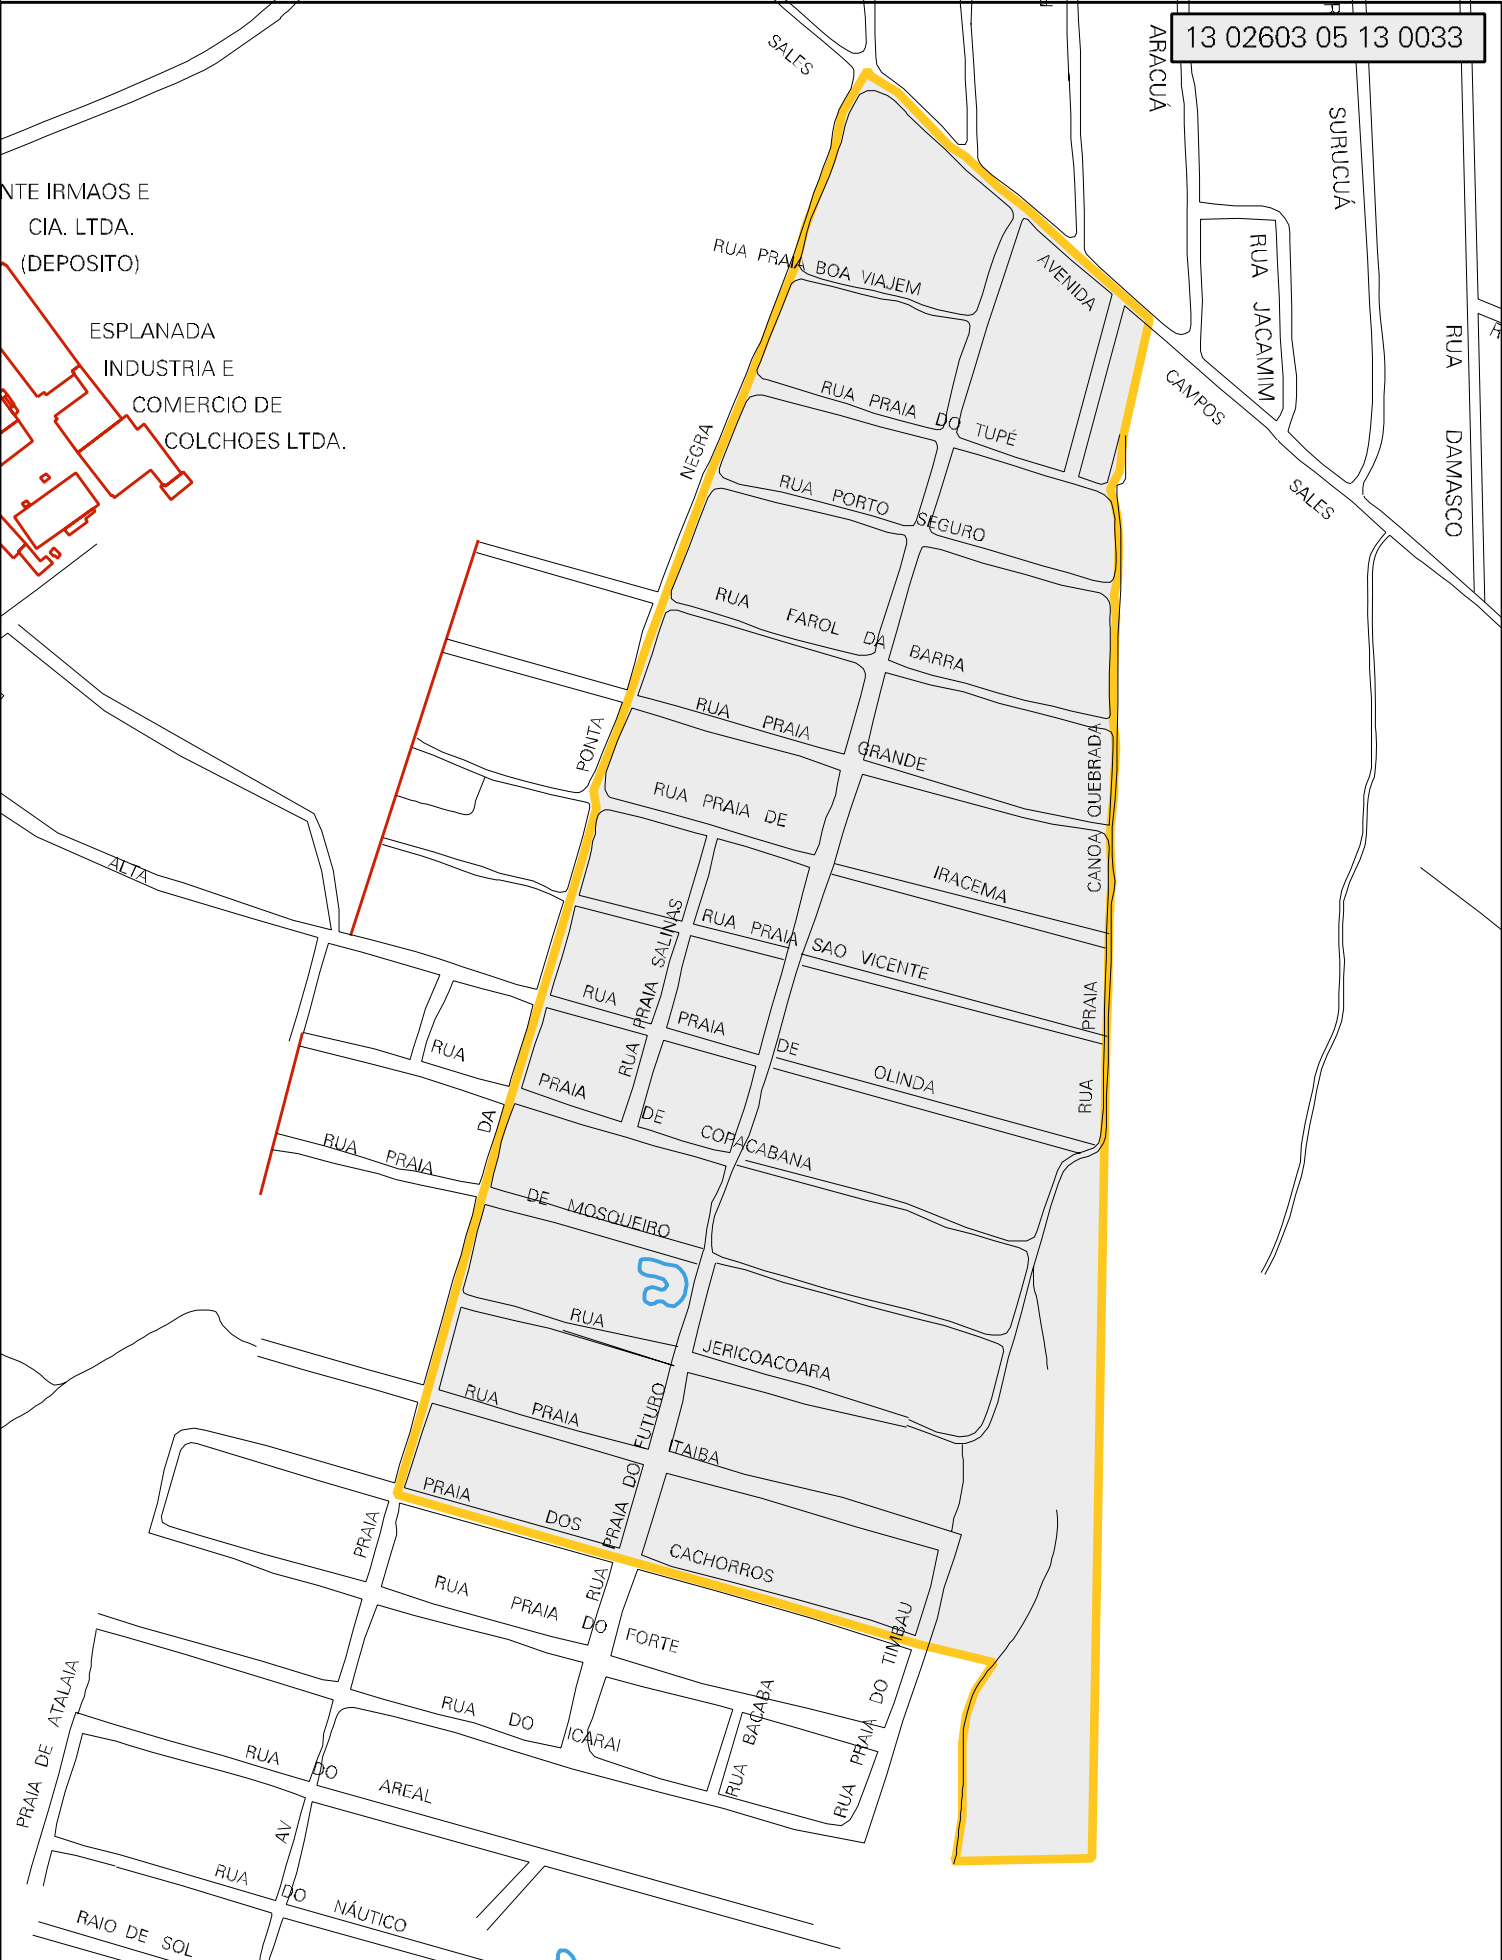 13 02603 05 13 0033
SALES
ARACUÁ
SURUCUÁ
NTE IRMAOS E
CIA. LTDA.
(DEPOSITO)
ESPLANADA
INDUSTRIA E
COMERCIO DE
COLCHOES LTDA.
RUA PRAIA BOA VIAJEM
AVENIDA
CAMPOS
SALES
RUA JACAMIM
RUA DAMASCO
RUA PRAIA DO TUPÉ
NEGRA
RUA PORTO SEGURO
RUA FAROL DA BARRA
RUA PRAIA GRANDE
PONTA
RUA PRAIA DE IRACEMA
RUA PRAIA CANOA QUEBRADA
ALTA
RUA PRAIA SALINAS
RUA PRAIA SAO VICENTE
RUA PRAIA DE OLINDA
RUA PRAIA DE COPACABANA
DA
RUA PRAIA DE MOSQUEIRO
RUA JERICOACOARA
RUA PRAIA ITAIBA
RUA PRAIA DO FUTURO
PRAIA DOS CACHORROS
PRAIA
RUA PRAIA DO FORTE
RUA PRAIA DO TIMBAU
RUA BACABA
RUA DO ICARAI
PRAIA DE ATALAIA
RUA DO AREAL
AV
RUA DO NÁUTICO
RAIO DE SOL